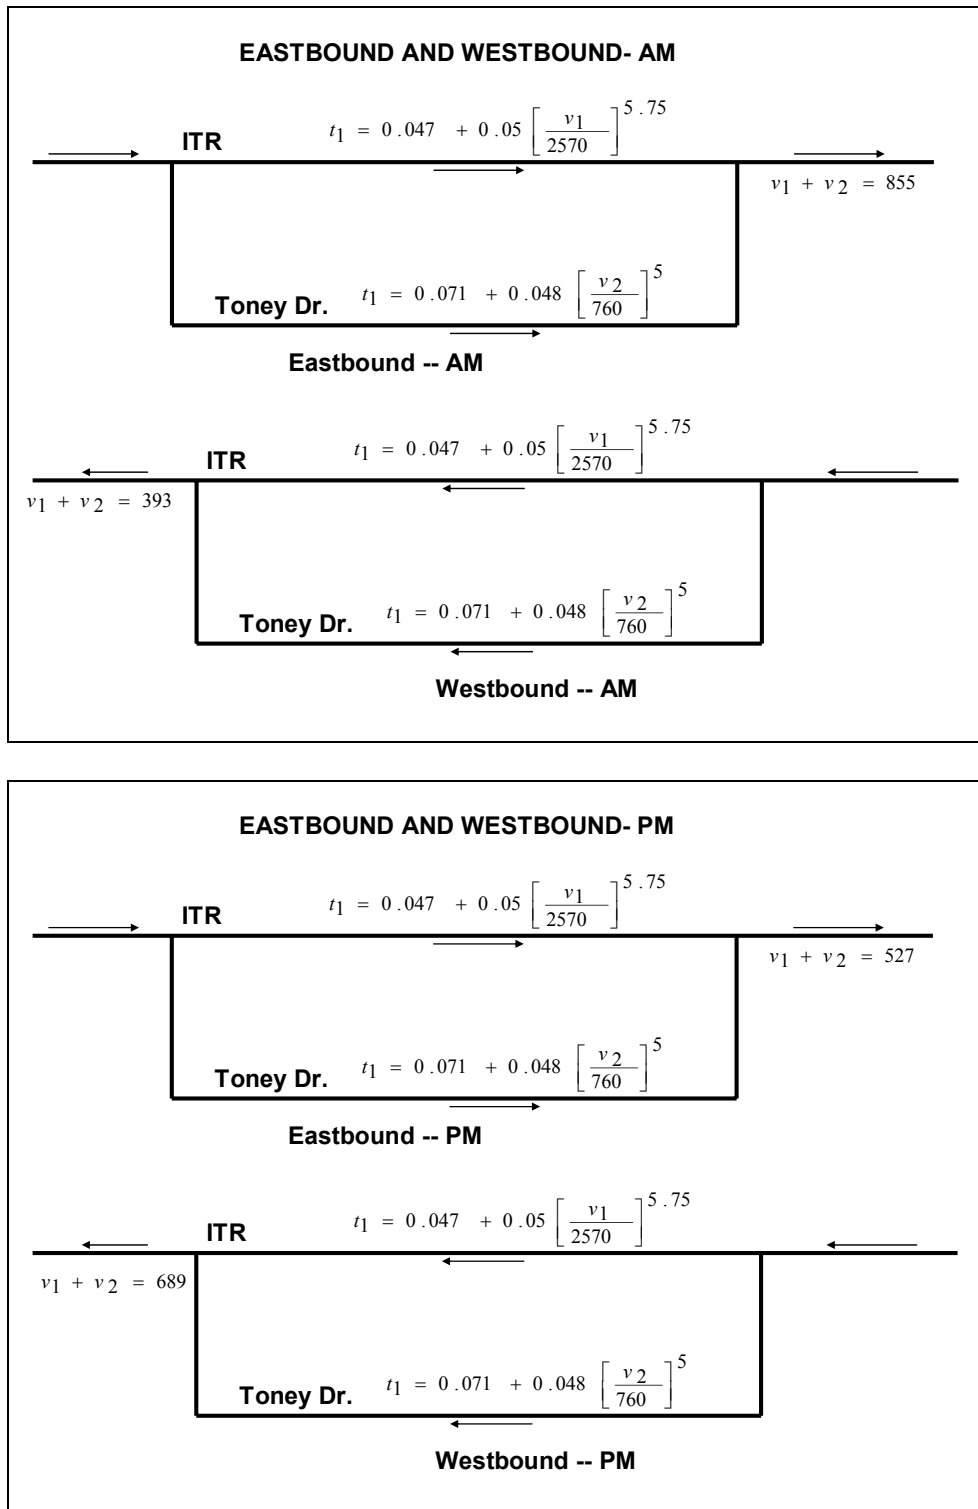 EASTBOUND AND WESTBOUND- AM
ITR
t1 = 0.047 + 0.05 [v1/2570]^5.75
v1 + v2 = 855
Toney Dr.
t1 = 0.071 + 0.048 [v2/760]^5
Eastbound -- AM
ITR
t1 = 0.047 + 0.05 [v1/2570]^5.75
v1 + v2 = 393
Toney Dr.
t1 = 0.071 + 0.048 [v2/760]^5
Westbound -- AM
EASTBOUND AND WESTBOUND- PM
ITR
t1 = 0.047 + 0.05 [v1/2570]^5.75
v1 + v2 = 527
Toney Dr.
t1 = 0.071 + 0.048 [v2/760]^5
Eastbound -- PM
ITR
t1 = 0.047 + 0.05 [v1/2570]^5.75
v1 + v2 = 689
Toney Dr.
t1 = 0.071 + 0.048 [v2/760]^5
Westbound -- PM